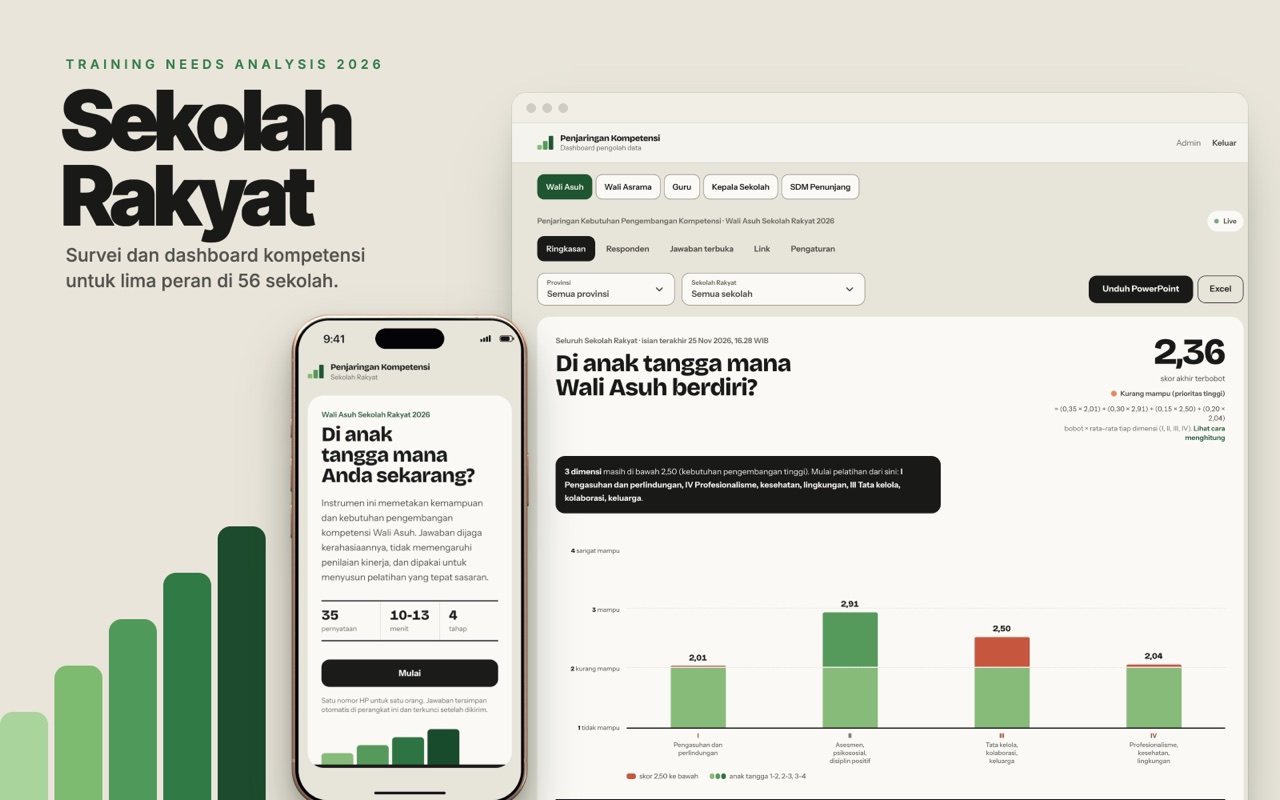 TRAINING NEEDS ANALYSIS 2026
Sekolah
Rakyat
Survei dan dashboard kompetensi
untuk lima peran di 56 sekolah.
9:41
Penjaringan Kompetensi
Sekolah Rakyat
Wali Asuh Sekolah Rakyat 2026
Di anak
tangga mana
Anda sekarang?
Instrumen ini memetakan kemampuan
dan kebutuhan pengembangan
kompetensi Wali Asuh. Jawaban dijaga
kerahasiaannya, tidak memengaruhi
penilaian kinerja, dan dipakai untuk
menyusun pelatihan yang tepat sasaran.
35 10-13 4
pernyataan menit tahap
Mulai
Satu nomor HP untuk satu orang. Jawaban tersimpan
otomatis di perangkat ini dan terkunci setelah dikirim.
Penjaringan Kompetensi
Dashboard pengolah data
Admin Keluar
Wali Asuh Wali Asrama Guru Kepala Sekolah SDM Penunjang
Penjaringan Kebutuhan Pengembangan Kompetensi · Wali Asuh Sekolah Rakyat 2026
Live
Ringkasan Responden Jawaban terbuka Link Pengaturan
Provinsi
Semua provinsi
Sekolah Rakyat
Semua sekolah
Unduh PowerPoint Excel
Seluruh Sekolah Rakyat · isian terakhir 25 Nov 2026, 16.28 WIB
Di anak tangga mana
Wali Asuh berdiri?
2,36
skor akhir terbobot
Kurang mampu (prioritas tinggi)
= (0,35 × 2,01) + (0,30 × 2,91) + (0,15 × 2,50) + (0,20 ×
2,04)
bobot × rata-rata tiap dimensi (I, II, III, IV). Lihat cara
menghitung
3 dimensi masih di bawah 2,50 (kebutuhan pengembangan tinggi). Mulai pelatihan dari sini: I
Pengasuhan dan perlindungan, IV Profesionalisme, kesehatan, lingkungan, III Tata kelola,
kolaborasi, keluarga.
4 sangat mampu
3 mampu
2 kurang mampu
1 tidak mampu
2,01
2,91
2,50
2,04
I
Pengasuhan dan
perlindungan
II
Asesmen,
psikososial,
disiplin positif
III
Tata kelola,
kolaborasi,
keluarga
IV
Profesionalisme,
kesehatan,
lingkungan
skor 2,50 ke bawah
anak tangga 1-2, 2-3, 3-4